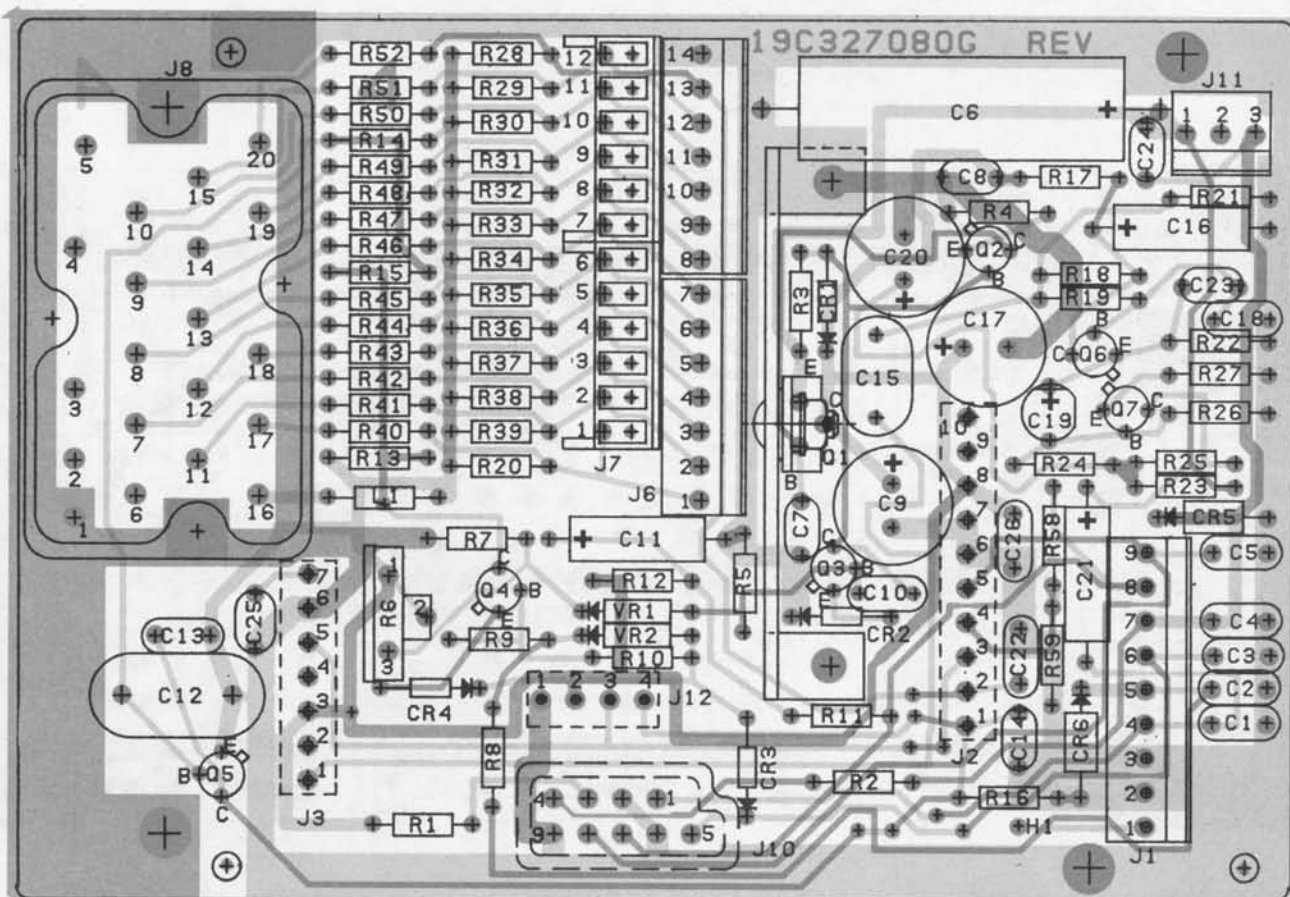 19C327080G REV
J8
J11
R52 R28 12 14
R51 R29 11 13
R50 R30 10 12 C6 1 2 3
R14
5 20 R49 R31 9 11 C24
15 R48 R32 8 10 C8 R17
R47 R33 7 9 R4 R21
10 19 R46 R34 6 8 C20 E Q2 C B C16
4 14 R15 R18
9 R45 R35 5 7 R3 CR1 R19 C23
13 R44 R36 4 6 C17 B C18
R43 C Q6 E R22
8 18 R37 3 5 E C15
3 12 R42 R38 2 4 R27
R41 C C19 Q7 C R26
7 17 R40 R39 1 3 Q1 10 E B
2 11 R13 R20 J7 2 9 R24 R25
8 R23
1 6 16 L1 J6 1 B C7 C9 7 C26 R58 CR5
R7 C11 6 C21 9 C5
7 1 C Q4 B E R12 R5 C Q3 B E C10 5 8
6 R6 2 VR1 4 7 C4
C13 C25 5 R9 VR2 CR2 3 C22 R59 6 C3
4 3 R10
C12 3 CR4 1 2 3 4 J12 2 5 C2
2 R8 R11 1 C14 CR6 4 C1
E J2
B Q5 C 1 CR3 R2 3
J3 R1 4 1 R16 2
9 5 J10 H1 1
J1